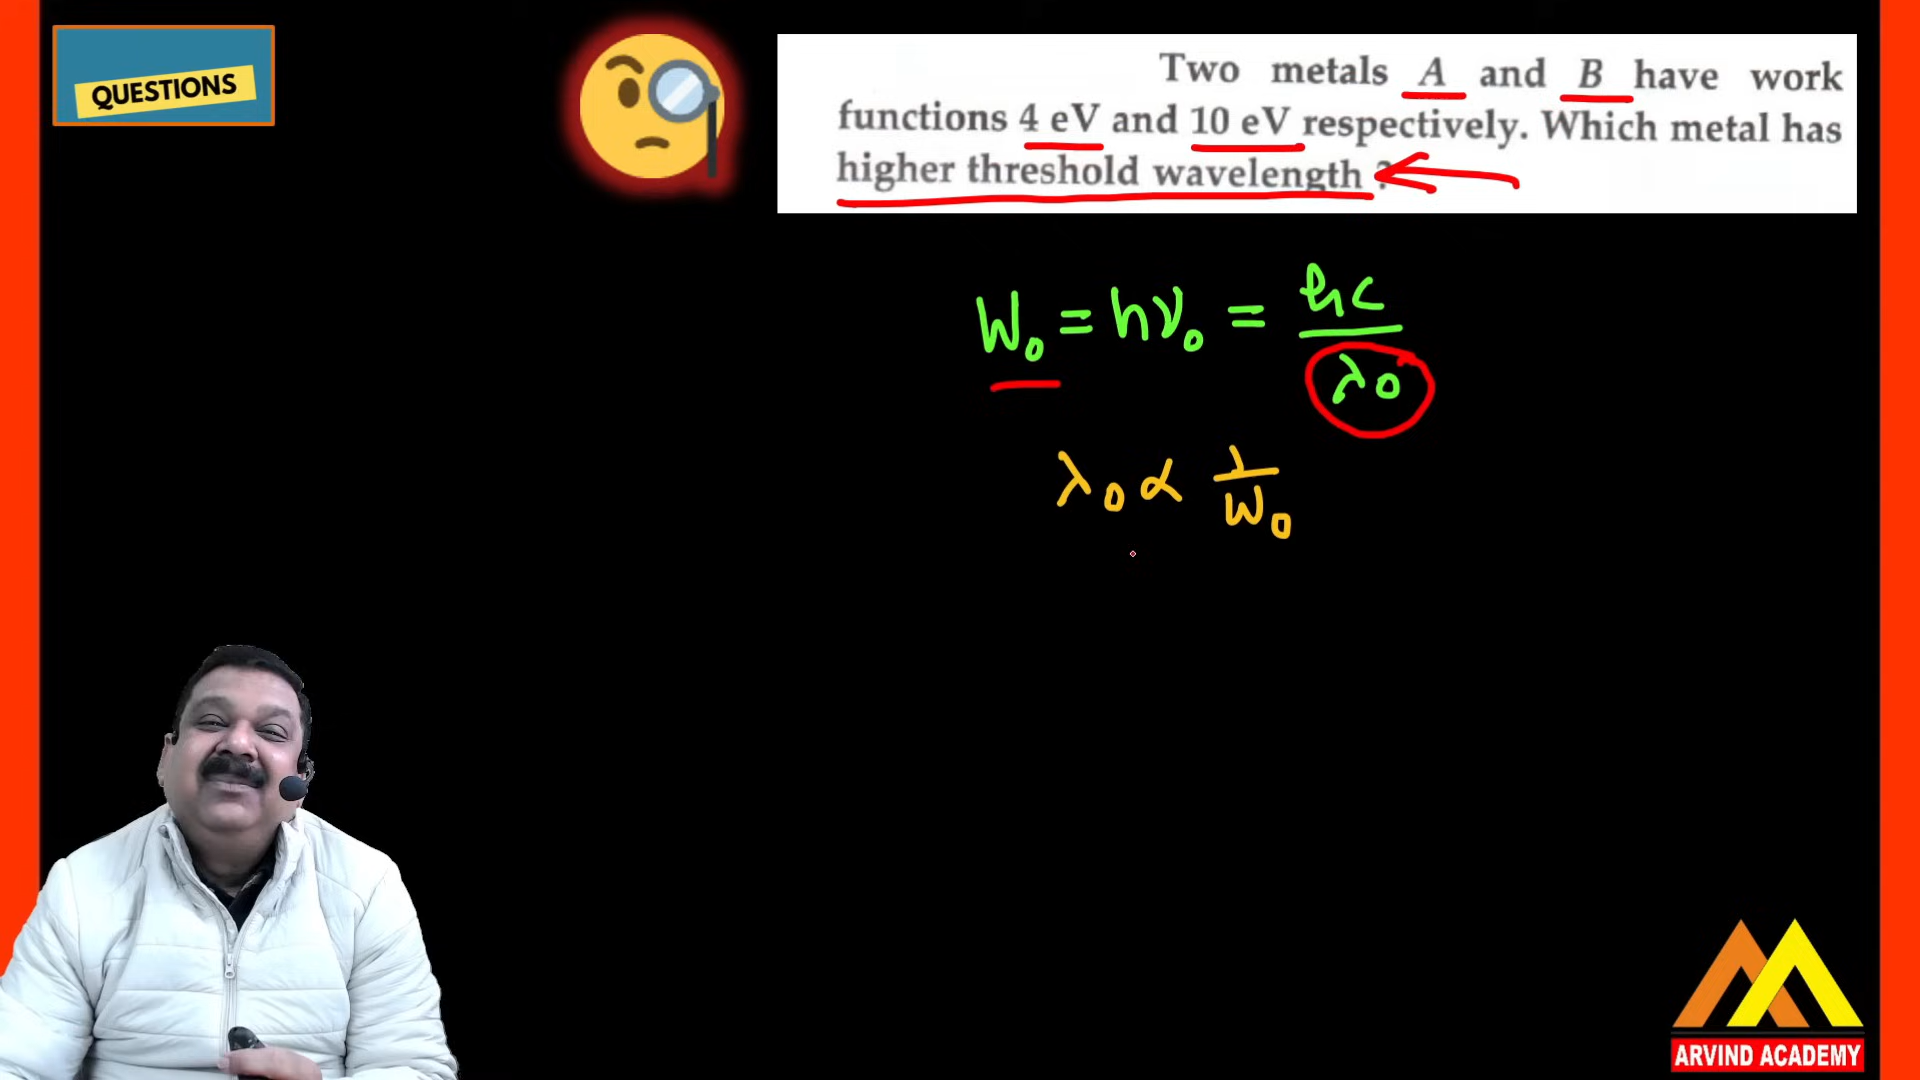 QUESTIONS
Two metals A and B have work
functions 4 eV and 10 eV respectively. Which metal has
higher threshold wavelength ?
W₀ = hν₀ = hc/λ₀
λ₀ ∝ 1/W₀
ARVIND ACADEMY